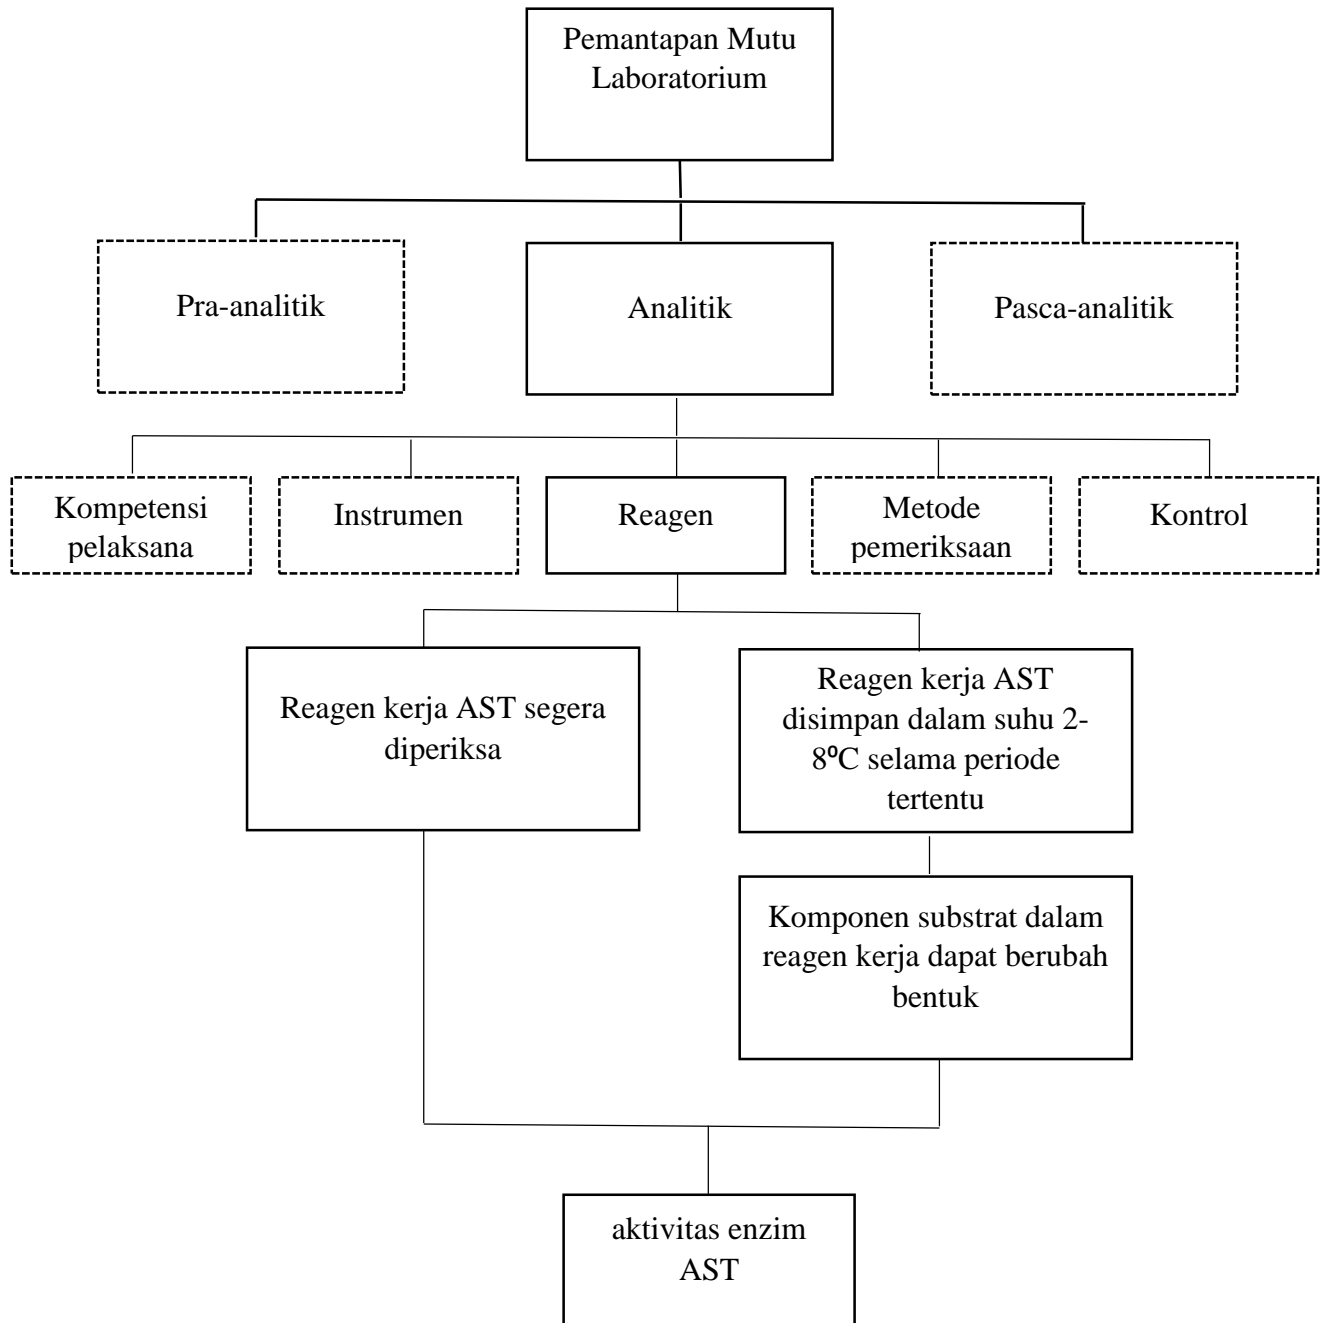 Pemantapan Mutu
Laboratorium
Pra-analitik
Analitik
Pasca-analitik
Kompetensi
pelaksana
Instrumen
Reagen
Metode
pemeriksaan
Kontrol
Reagen kerja AST segera
diperiksa
Reagen kerja AST
disimpan dalam suhu 2-
8⁰C selama periode
tertentu
Komponen substrat dalam
reagen kerja dapat berubah
bentuk
aktivitas enzim
AST